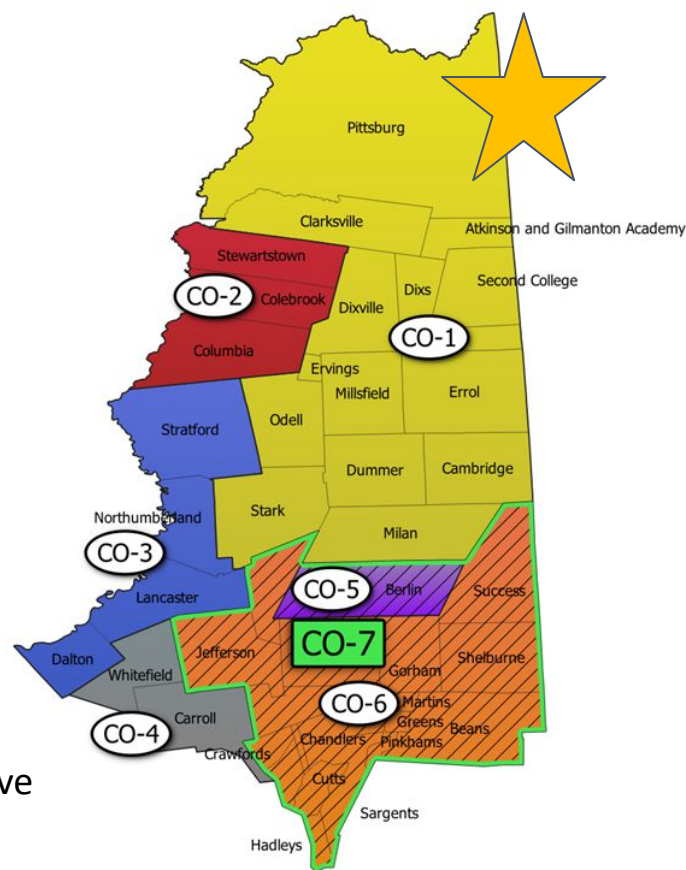 Pittsburg
Clarksville
Atkinson and Gilmanton Academy
Stewartstown
Second College
Dixs
CO-2
Colebrook
Dixville
CO-1
Columbia
Ervings
Millsfield
Errol
Odell
Stratford
Dummer
Cambridge
Stark
Northumberland
Milan
CO-3
CO-5
Berlin
Success
Lancaster
CO-7
Jefferson
Shelburne
Dalton
Whitefield
Gorham
CO-6
Martins
Carroll
Greens
Beans
CO-4
Chandlers
Pinkhams
Crawfords
Cutts
ve
Sargents
Hadleys